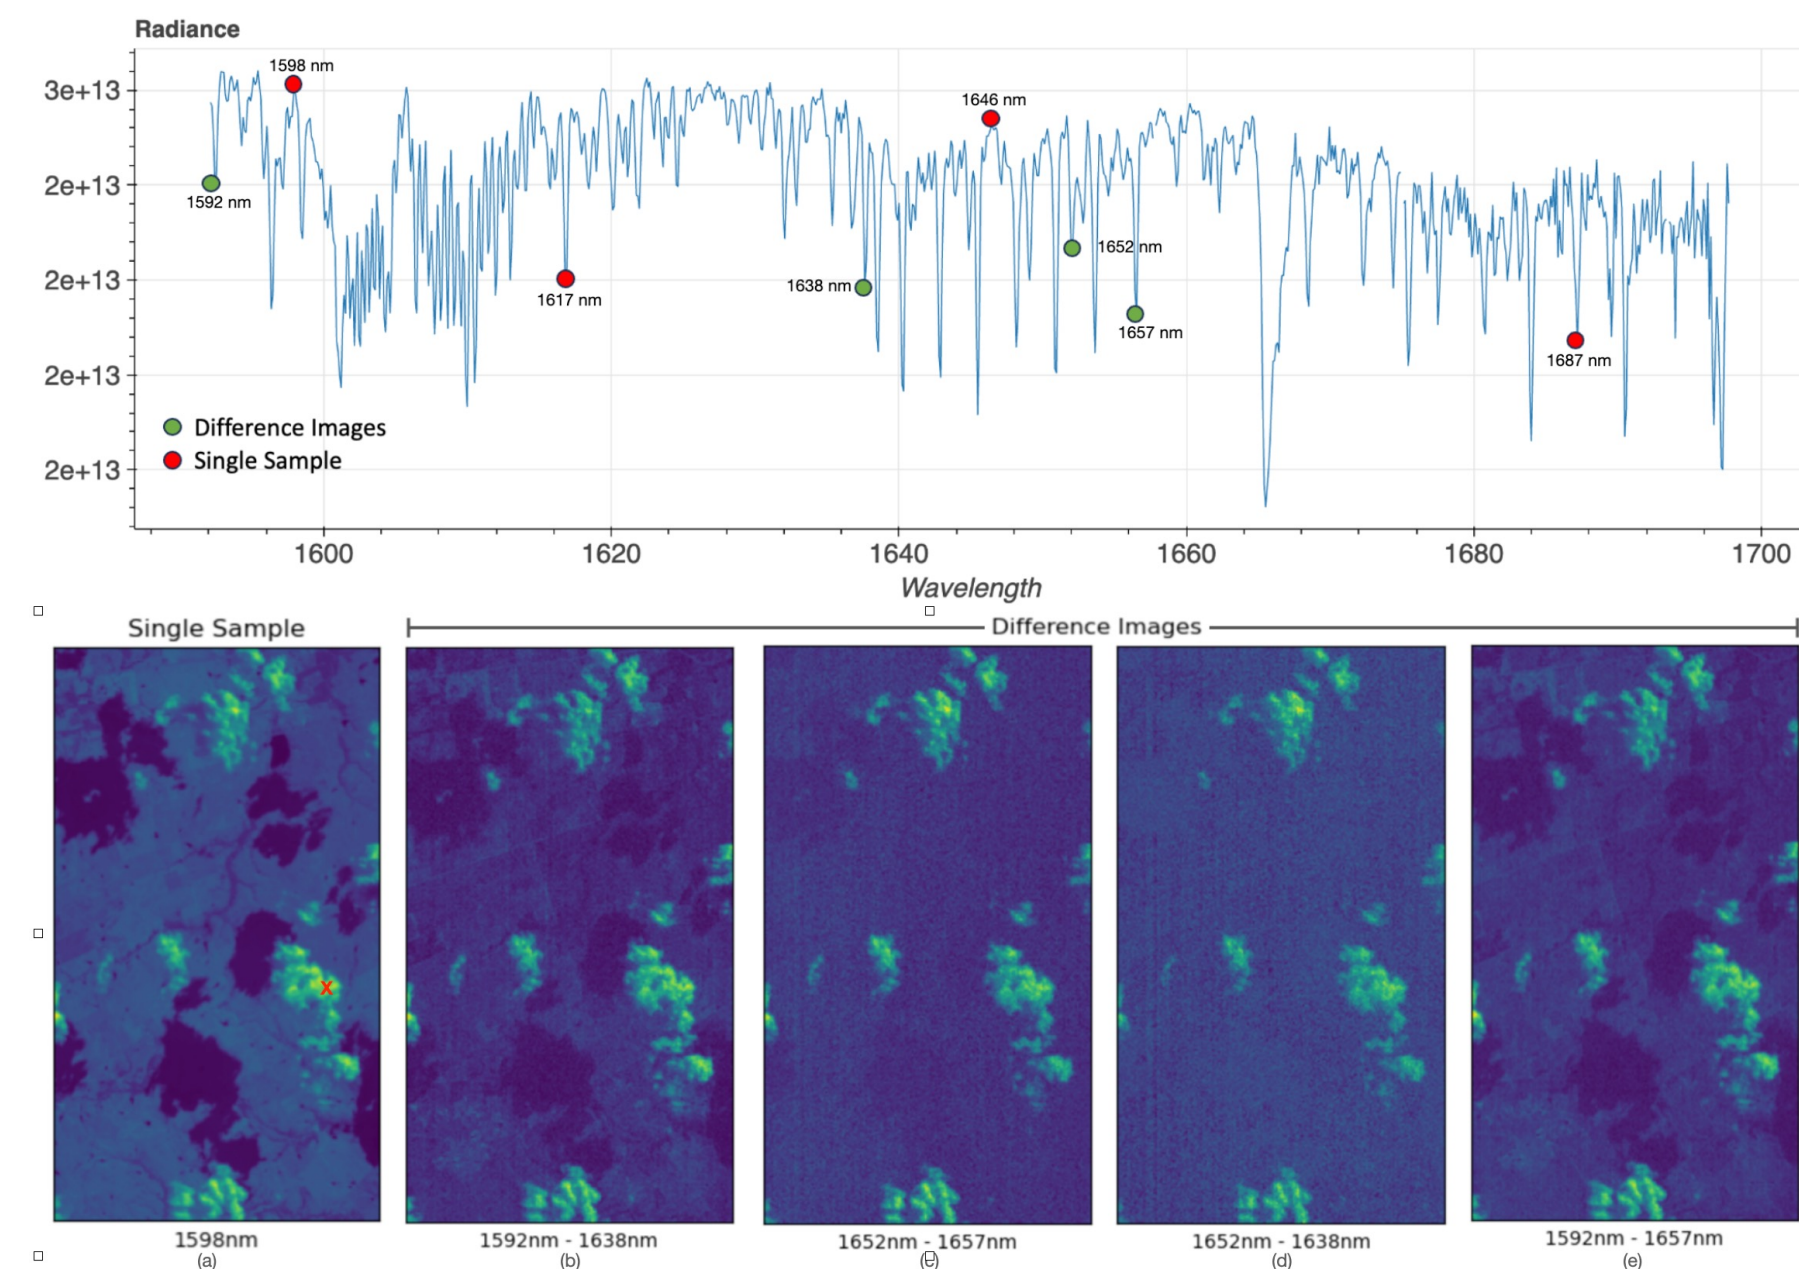 Radiance
3e+13
2e+13
2e+13
2e+13
2e+13
1598 nm
1592 nm
1617 nm
1638 nm
1646 nm
1652 nm
1657 nm
1687 nm
Difference Images
Single Sample
1600 1620 1640 1660 1680 1700
Wavelength
Single Sample Difference Images
X
1598nm 1592nm - 1638nm 1652nm - 1657nm 1652nm - 1638nm 1592nm - 1657nm
(a) (b) (c) (d) (e)